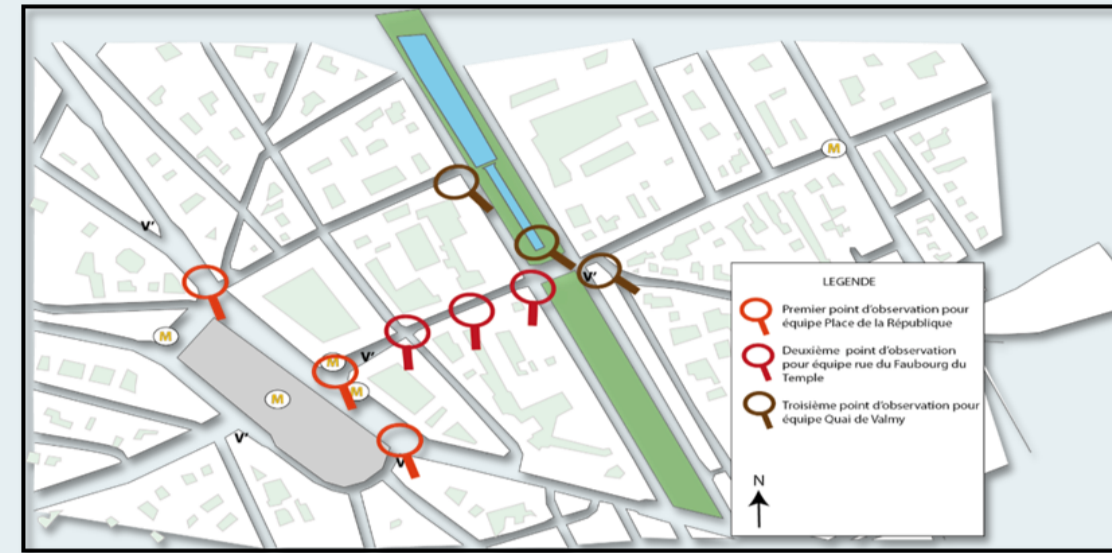 M
V'
M
M
V'
M
M
V'
V'
V'
LEGENDE
Premier point d'observation pour
équipe Place de la République
Deuxième point d'observation
pour équipe rue du Faubourg du
Temple
Troisième point d'observation pour
équipe Quai de Valmy
N